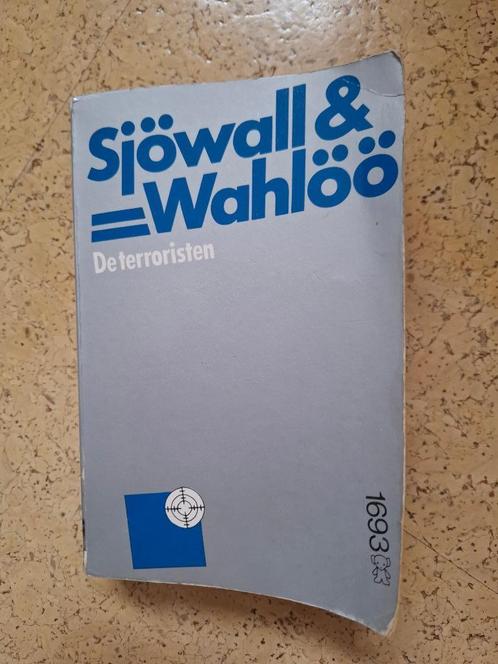 Sjöwall &
=Wahlöö
De terroristen
1693